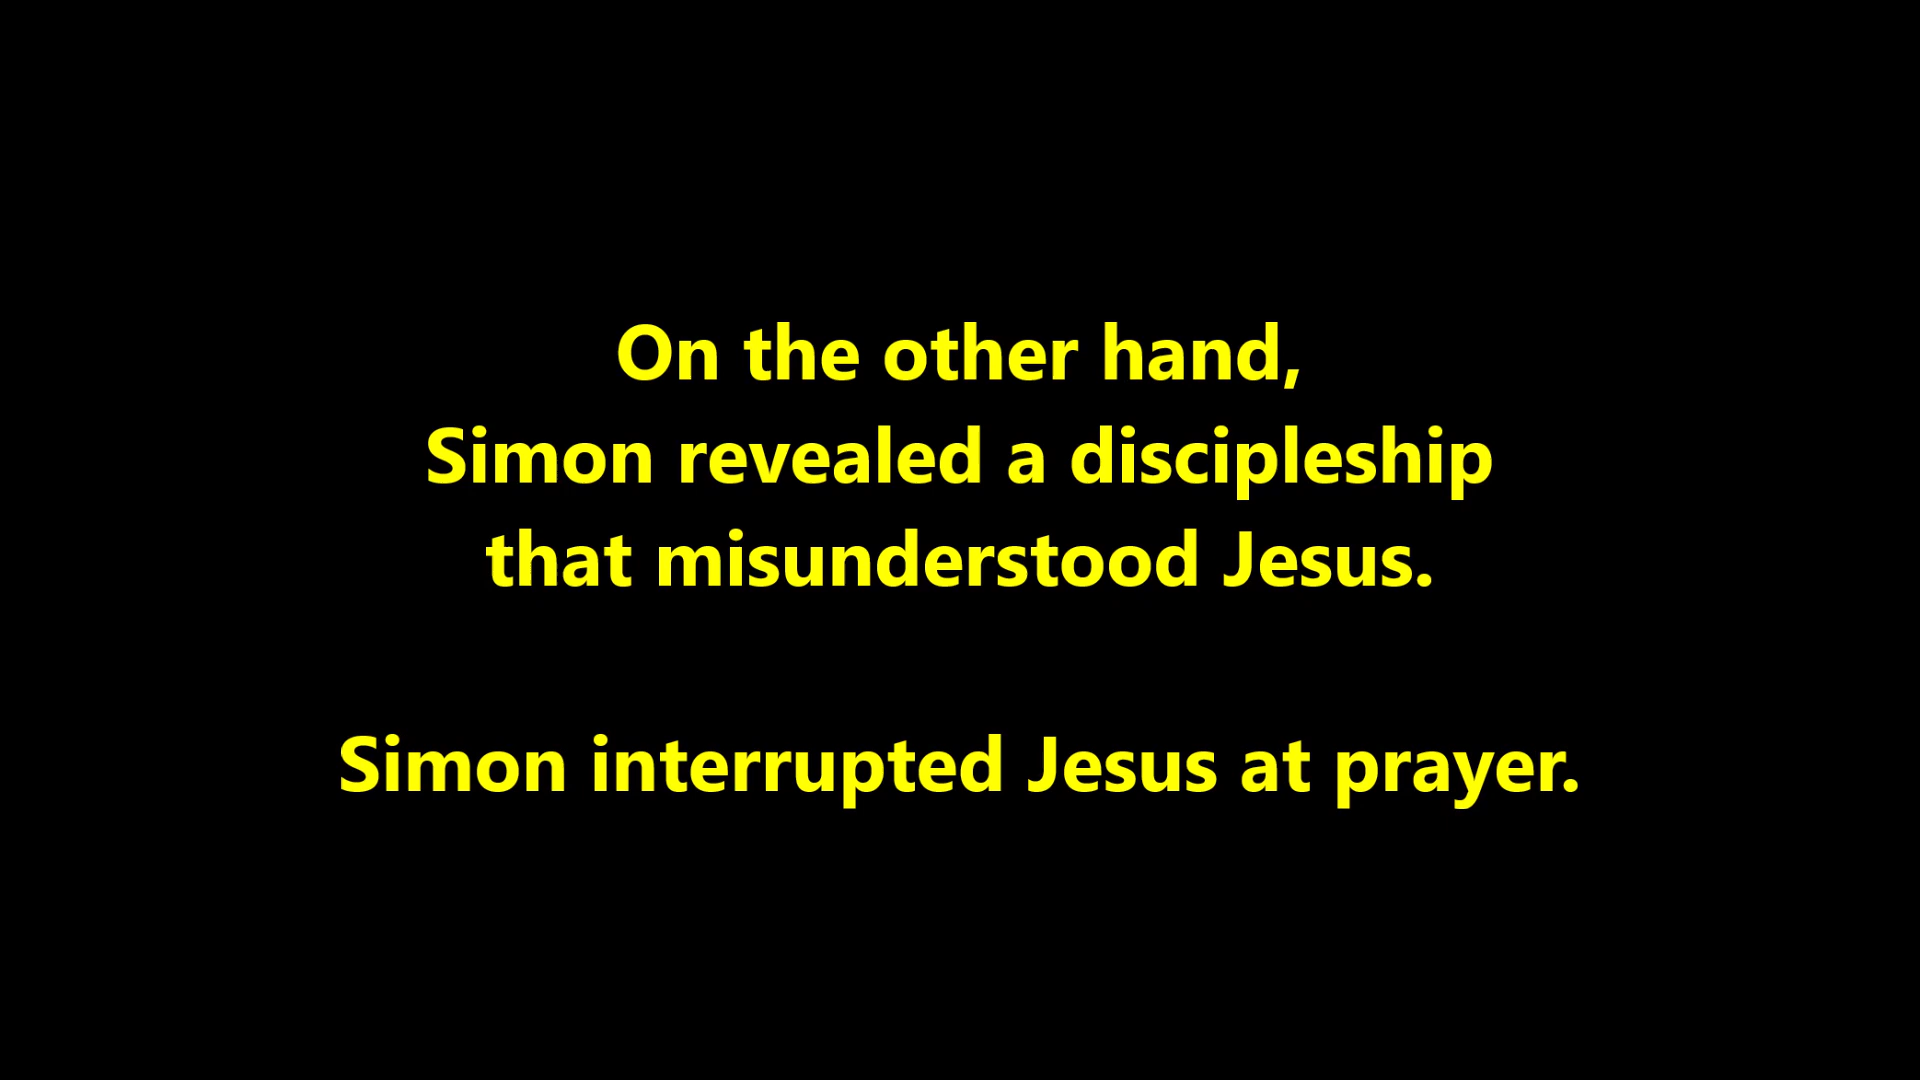 On the other hand,
Simon revealed a discipleship
that misunderstood Jesus.
Simon interrupted Jesus at prayer.